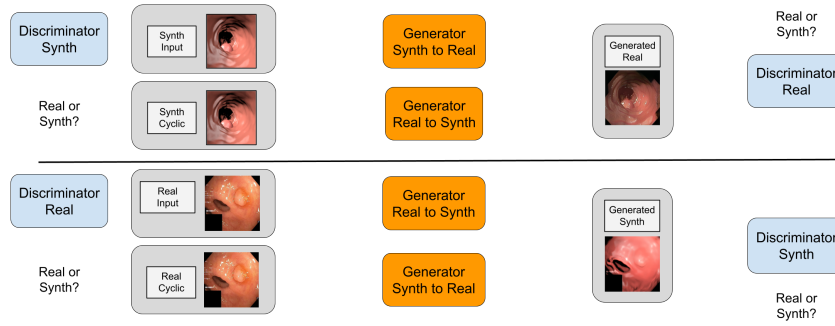 Discriminator
Synth
Synth
Input
Generator
Synth to Real
Generated
Real
Real or
Synth?
Discriminator
Real
Real or
Synth?
Synth
Cyclic
Generator
Real to Synth
Discriminator
Real
Real
Input
Generator
Real to Synth
Generated
Synth
Discriminator
Synth
Real or
Synth?
Real
Cyclic
Generator
Synth to Real
Real or
Synth?